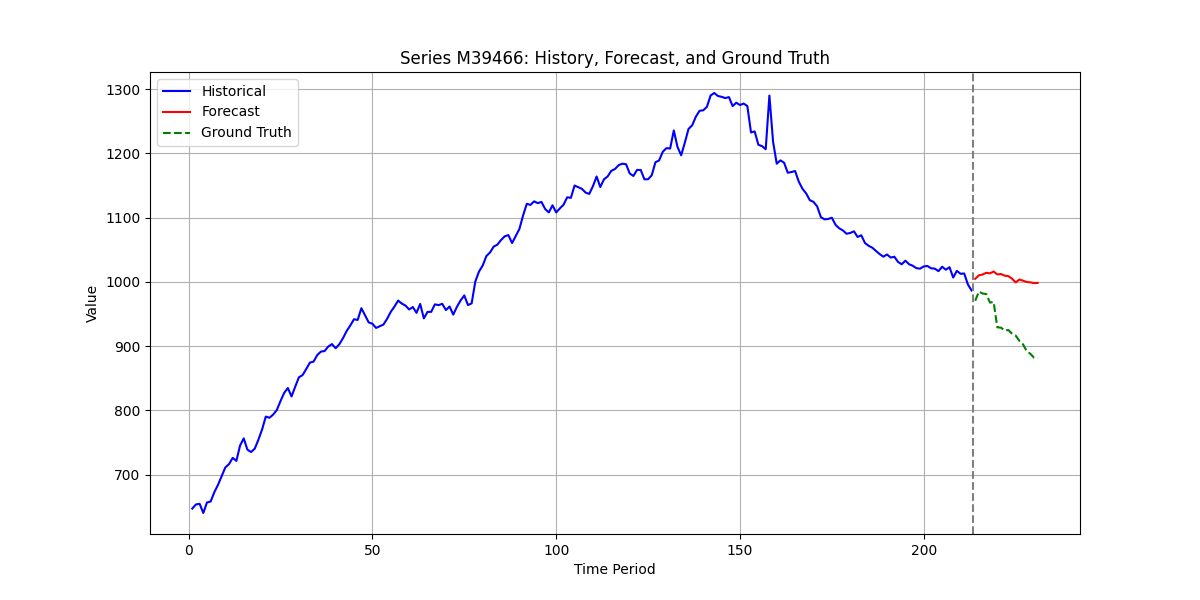 Series M39466: History, Forecast, and Ground Truth
Historical
Forecast
Ground Truth
1300
1200
1100
1000
900
800
700
Value
0 50 100 150 200
Time Period